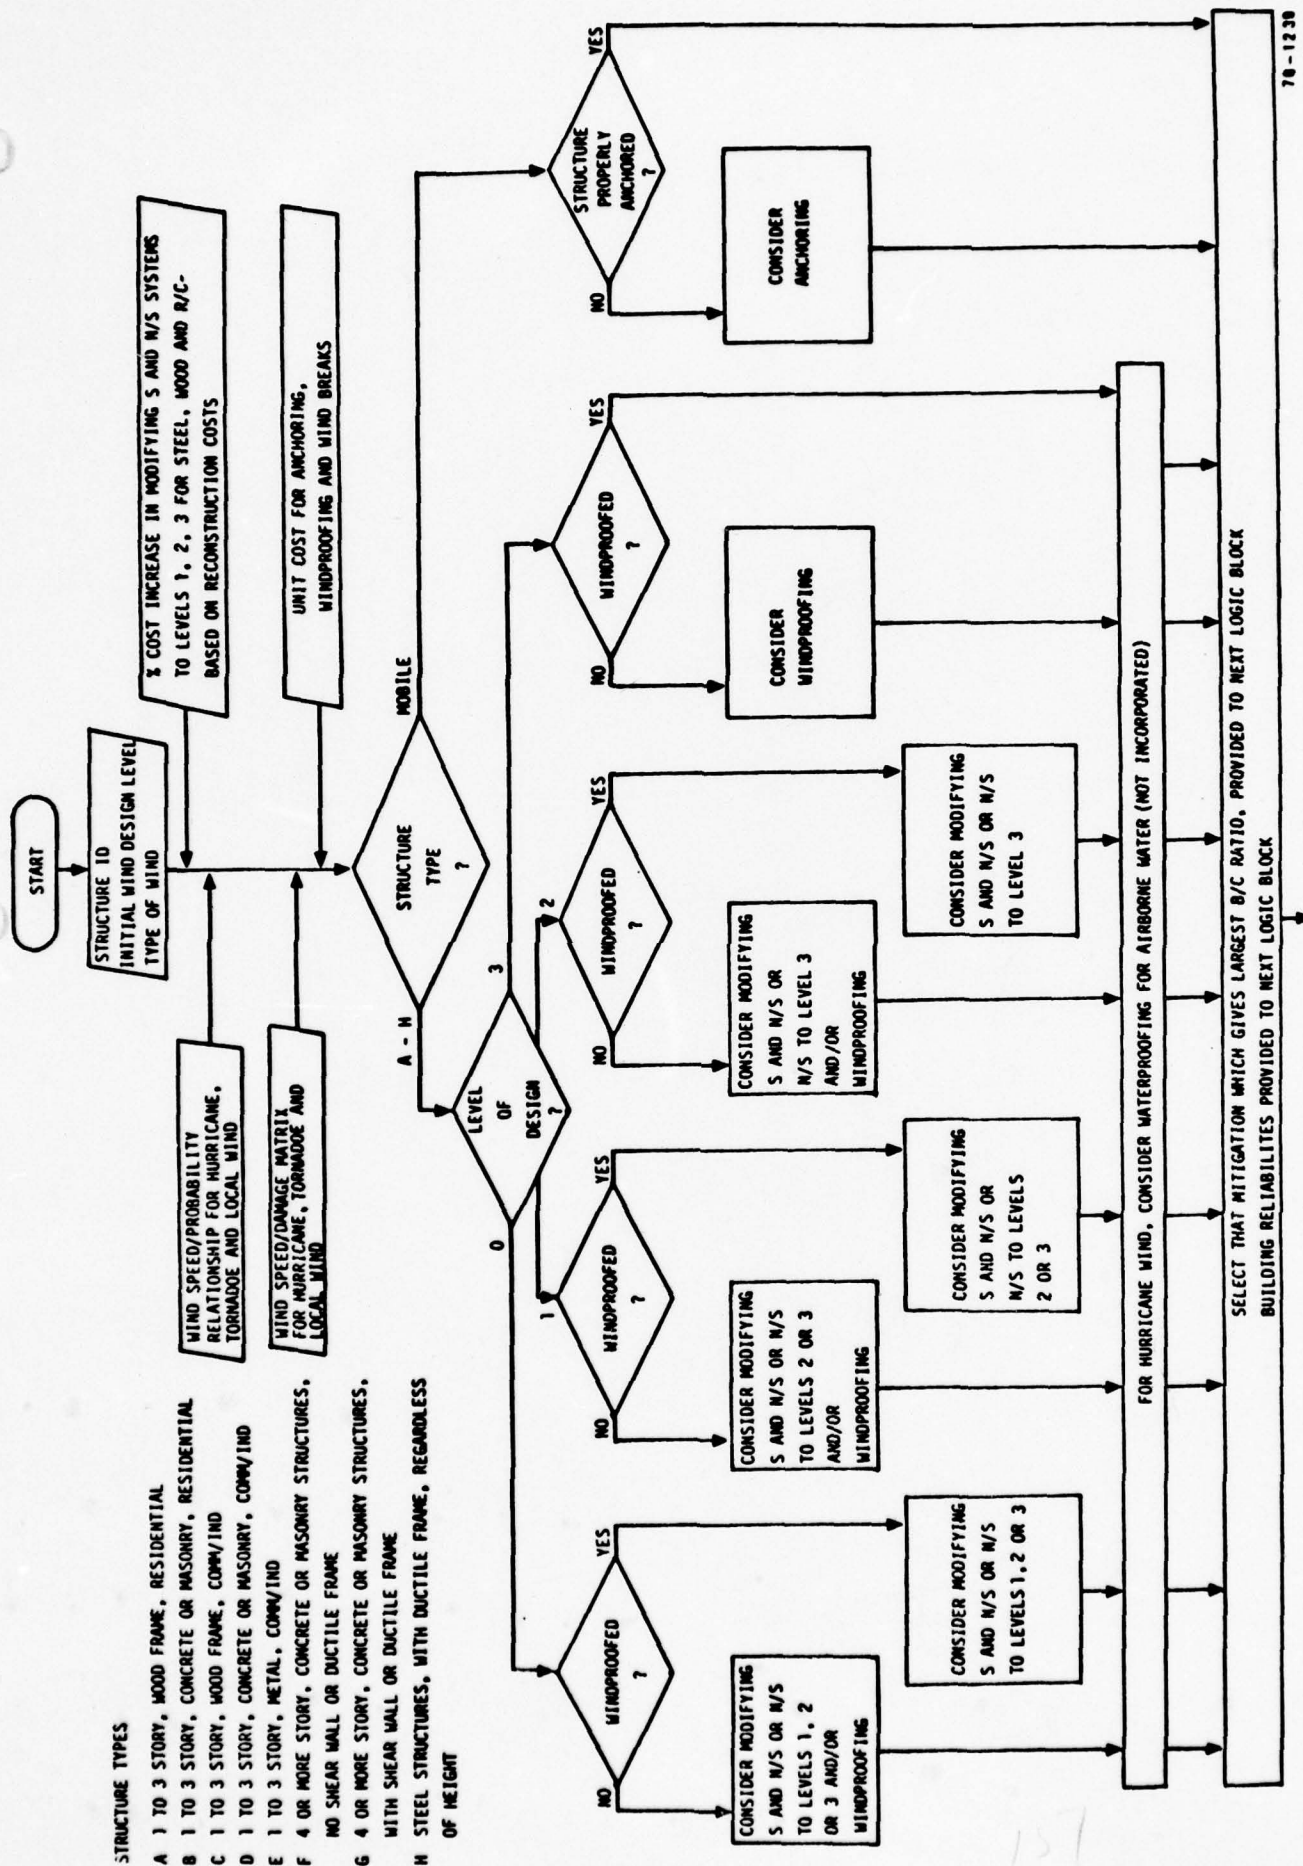 STRUCTURE TYPES
A 1 TO 3 STORY, WOOD FRAME, RESIDENTIAL
B 1 TO 3 STORY, CONCRETE OR MASONRY, RESIDENTIAL
C 1 TO 3 STORY, WOOD FRAME, COMM/IND
D 1 TO 3 STORY, CONCRETE OR MASONRY, COMM/IND
E 1 TO 3 STORY, METAL, COMM/IND
F 4 OR MORE STORY, CONCRETE OR MASONRY STRUCTURES,
NO SHEAR WALL OR DUCTILE FRAME
G 4 OR MORE STORY, CONCRETE OR MASONRY STRUCTURES,
WITH SHEAR WALL OR DUCTILE FRAME
H STEEL STRUCTURES, WITH DUCTILE FRAME, REGARDLESS
OF HEIGHT
START
STRUCTURE ID
INITIAL WIND DESIGN LEVEL
TYPE OF WIND
% COST INCREASE IN MODIFYING S AND N/S SYSTEMS
TO LEVELS 1, 2, 3 FOR STEEL, WOOD AND R/C-
BASED ON RECONSTRUCTION COSTS
WIND SPEED/PROBABILITY
RELATIONSHIP FOR HURRICANE,
TORNADOE AND LOCAL WIND
UNIT COST FOR ANCHORING,
WINDPROOFING AND WIND BREAKS
WIND SPEED/DAMAGE MATRIX
FOR HURRICANE, TORNADOE AND
LOCAL WIND
STRUCTURE
TYPE
?
A - H
MOBILE
LEVEL
OF
DESIGN
?
0
1
2
3
WINDPROOFED
?
NO
YES
WINDPROOFED
?
NO
YES
WINDPROOFED
?
NO
YES
WINDPROOFED
?
NO
YES
STRUCTURE
PROPERLY
ANCHORED
?
NO
YES
CONSIDER MODIFYING
S AND N/S OR N/S
TO LEVELS 1, 2
OR 3 AND/OR
WINDPROOFING
CONSIDER MODIFYING
S AND N/S OR N/S
TO LEVELS 2 OR 3
AND/OR
WINDPROOFING
CONSIDER MODIFYING
S AND N/S OR
N/S TO LEVEL 3
AND/OR
WINDPROOFING
CONSIDER
WINDPROOFING
CONSIDER
ANCHORING
CONSIDER MODIFYING
S AND N/S OR N/S
TO LEVELS 1,2 OR 3
CONSIDER MODIFYING
S AND N/S OR
N/S TO LEVELS
2 OR 3
CONSIDER MODIFYING
S AND N/S OR N/S
TO LEVEL 3
FOR HURRICANE WIND, CONSIDER WATERPROOFING FOR AIRBORNE WATER (NOT INCORPORATED)
SELECT THAT MITIGATION WHICH GIVES LARGEST B/C RATIO, PROVIDED TO NEXT LOGIC BLOCK
BUILDING RELIABILITES PROVIDED TO NEXT LOGIC BLOCK
78-1230